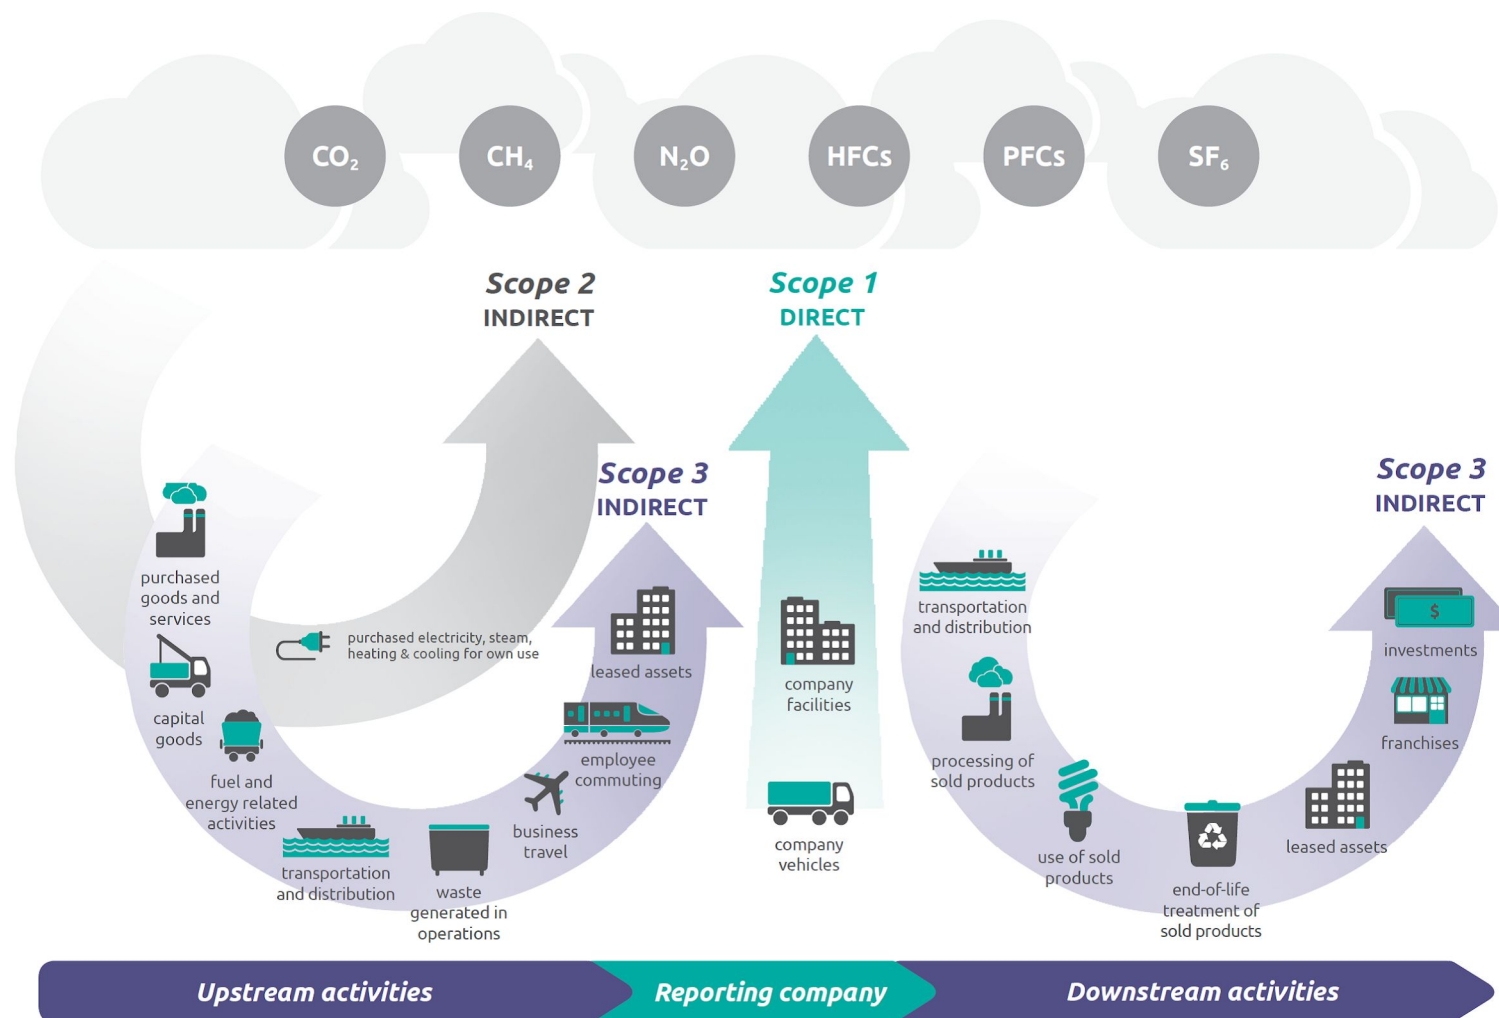 CO₂
CH₄
N₂O
HFCs
PFCs
SF₆
Scope 2
INDIRECT
Scope 1
DIRECT
Scope 3
INDIRECT
Scope 3
INDIRECT
purchased
goods and
services
capital
goods
fuel and
energy related
activities
transportation
and distribution
waste
generated in
operations
business
travel
employee
commuting
leased assets
purchased electricity, steam,
heating & cooling for own use
company
facilities
company
vehicles
transportation
and distribution
processing of
sold products
use of sold
products
end-of-life
treatment of
sold products
leased assets
franchises
$
investments
Upstream activities
Reporting company
Downstream activities